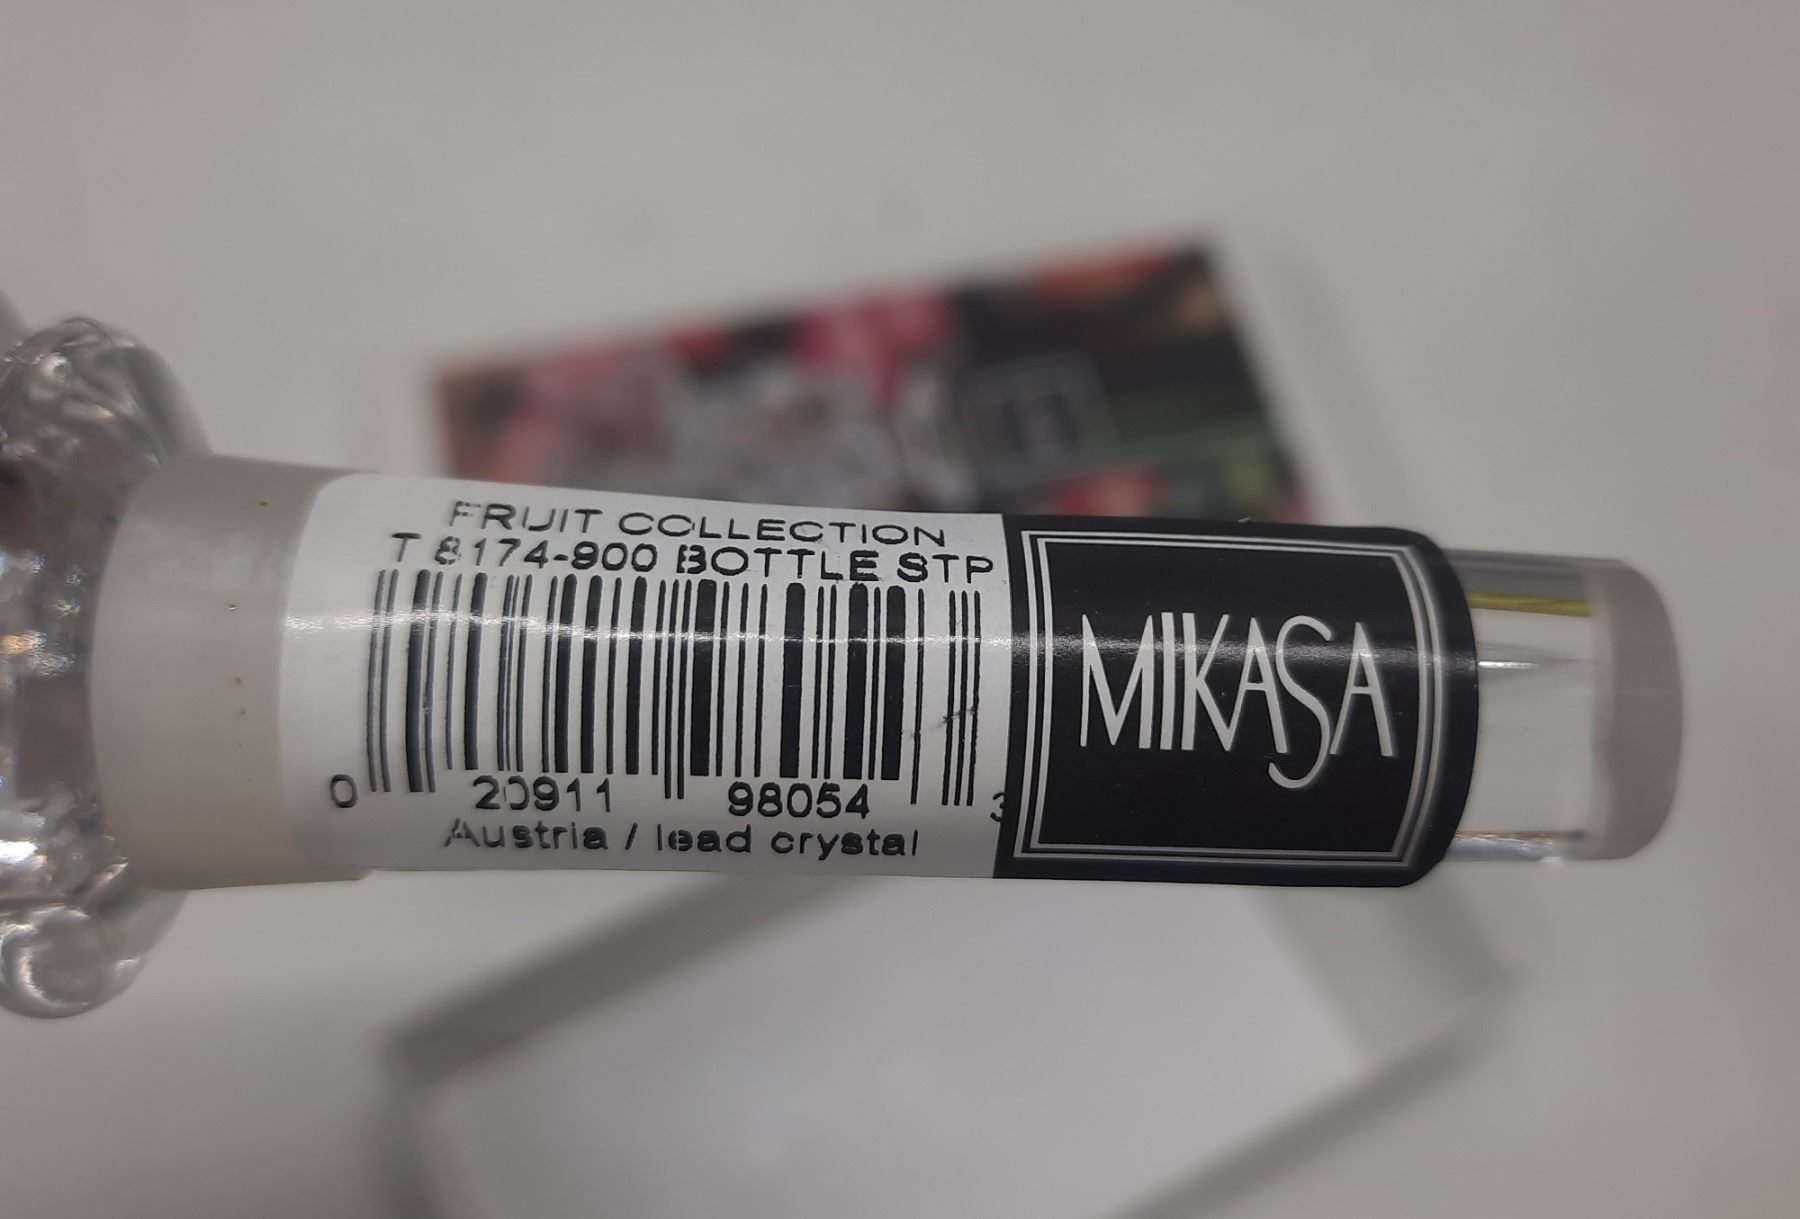 FRUIT COLLECTION
T 8174-900 BOTTLE STP
0 20911 98054 3
Austria / lead crystal
MIKASA